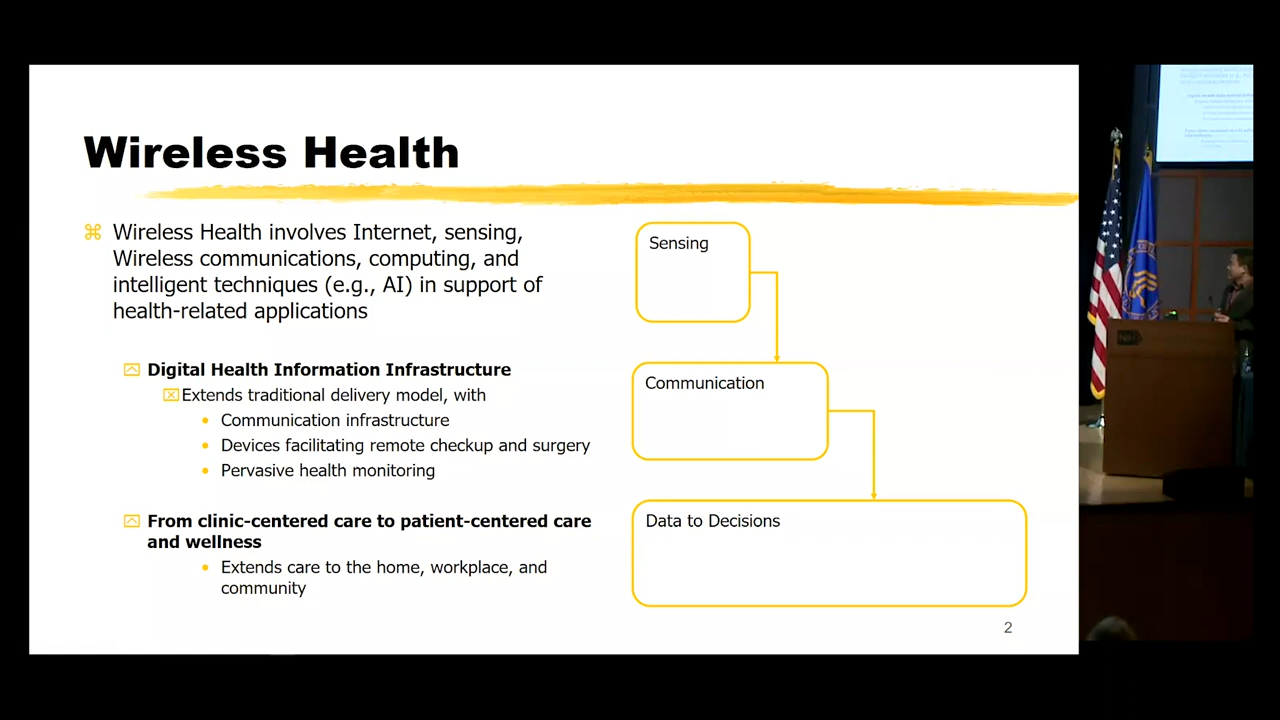 Wireless Health
Wireless Health involves Internet, sensing,
Wireless communications, computing, and
intelligent techniques (e.g., AI) in support of
health-related applications
Digital Health Information Infrastructure
Extends traditional delivery model, with
Communication infrastructure
Devices facilitating remote checkup and surgery
Pervasive health monitoring
From clinic-centered care to patient-centered care
and wellness
Extends care to the home, workplace, and
community
Sensing
Communication
Data to Decisions
2